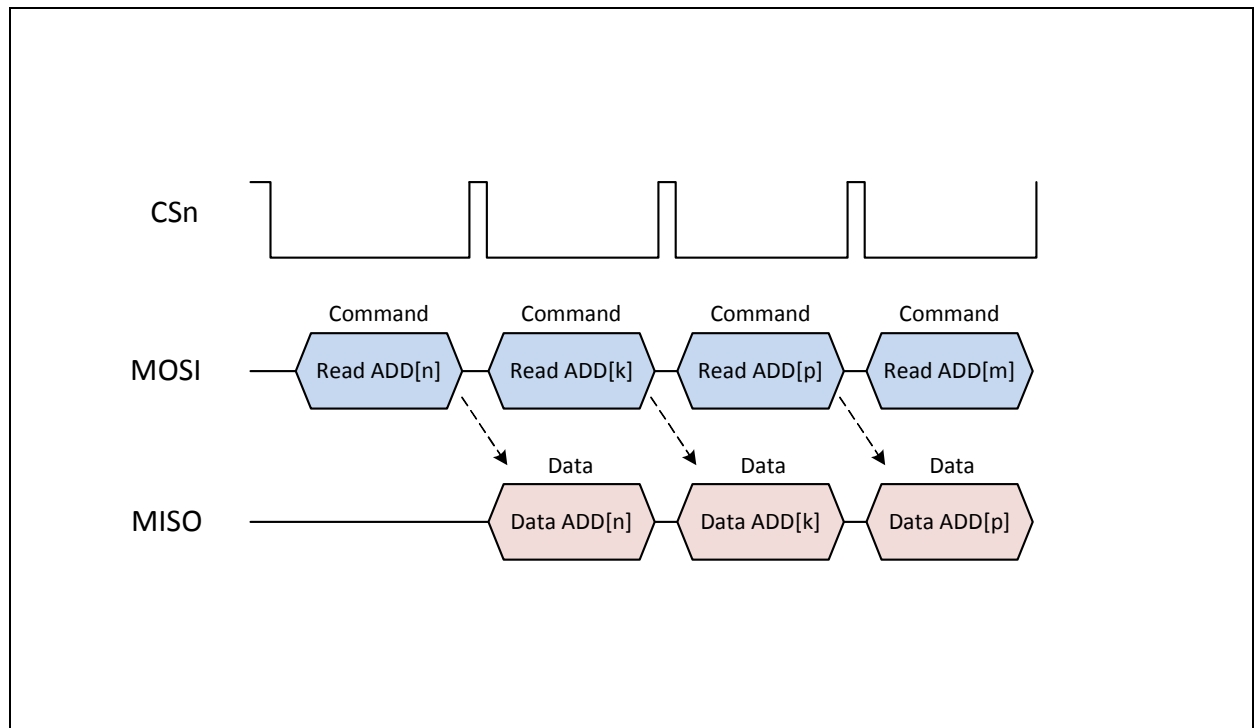 CSn
Command Command Command Command
MOSI Read ADD[n] Read ADD[k] Read ADD[p] Read ADD[m]
Data Data Data
MISO Data ADD[n] Data ADD[k] Data ADD[p]